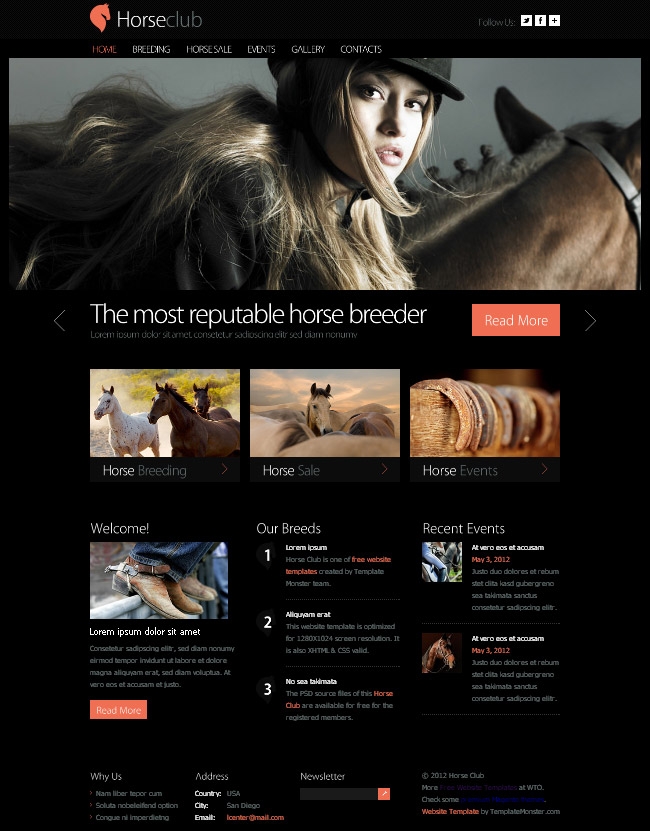 Horseclub
Follow Us:
HOME BREEDING HORSE SALE EVENTS GALLERY CONTACTS
The most reputable horse breeder
Lorem ipsum dolor sit amet consetetur sadipscing elitr sed diam nonumy
Read More
Horse Breeding
Horse Sale
Horse Events
Welcome!
Lorem ipsum dolor sit amet
Consetetur sadipscing elitr, sed diam nonumy
eirmod tempor invidunt ut labore et dolore
magna aliquyam erat, sed diam voluptua. At
vero eos et accusam et justo.
Read More
Our Breeds
1
Lorem ipsum
Horse Club is one of free website
templates created by Template
Monster team.
2
Aliquyam erat
This website template is optimized
for 1280X1024 screen resolution. It
is also XHTML & CSS valid.
3
No sea takimata
The PSD source files of this Horse
Club are available for free for the
registered members.
Recent Events
At vero eos et accusam
May 3, 2012
Justo duo dolores et rebum
stet clita kasd gubergreno
sea takimata sanctus
consetetur sadipscing elitr.
At vero eos et accusam
May 3, 2012
Justo duo dolores et rebum
stet clita kasd gubergren
sea takimata sanctus
consetetur sadipscing elitr.
Why Us
Nam liber tepor cum
Soluta nobeleifend option
Congue ni imperdietng
Address
Country: USA
City: San Diego
Email: lcenter@mail.com
Newsletter
© 2012 Horse Club
More Free Website Templates at WTO.
Check some
Website Template by TemplateMonster.com